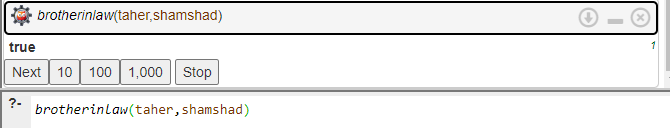 brotherinlaw(taher,shamshad)
true 1
Next 10 100 1,000 Stop
?- brotherinlaw(taher,shamshad)